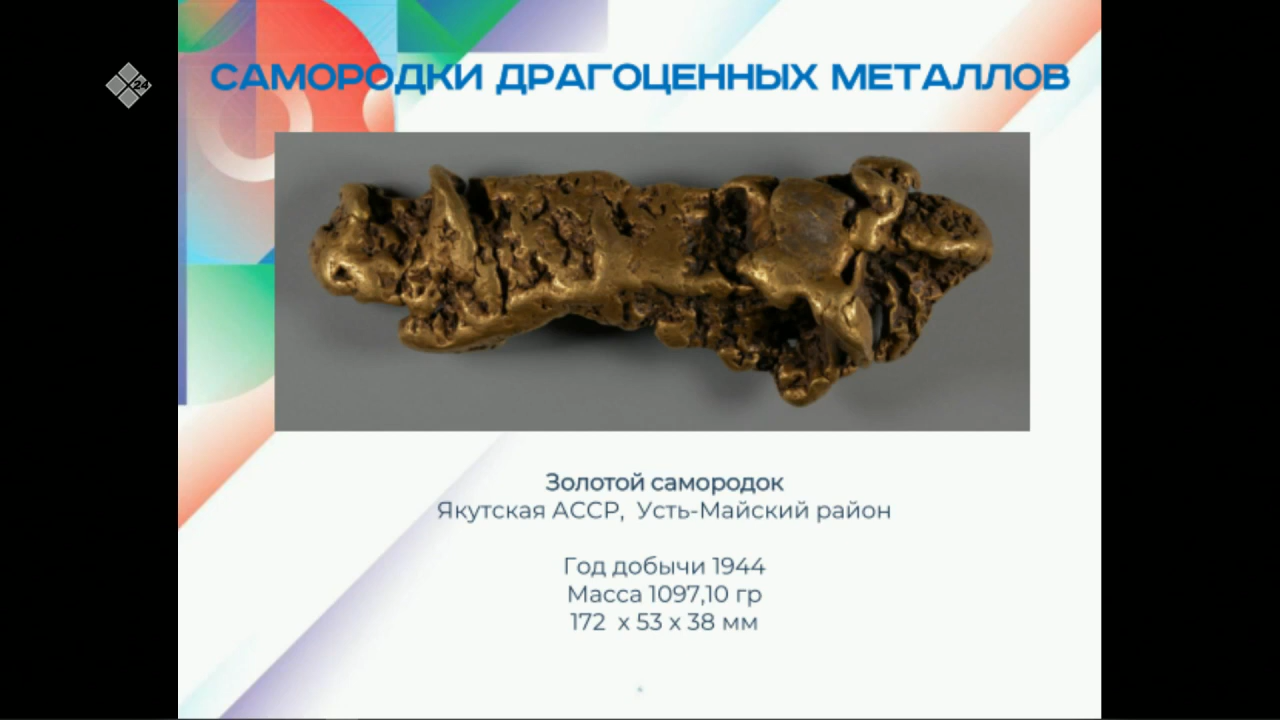 x24
САМОРОДКИ ДРАГОЦЕННЫХ МЕТАЛЛОВ
Золотой самородок
Якутская АССР, Усть-Майский район
Год добычи 1944
Масса 1097,10 гр
172 х 53 х 38 мм